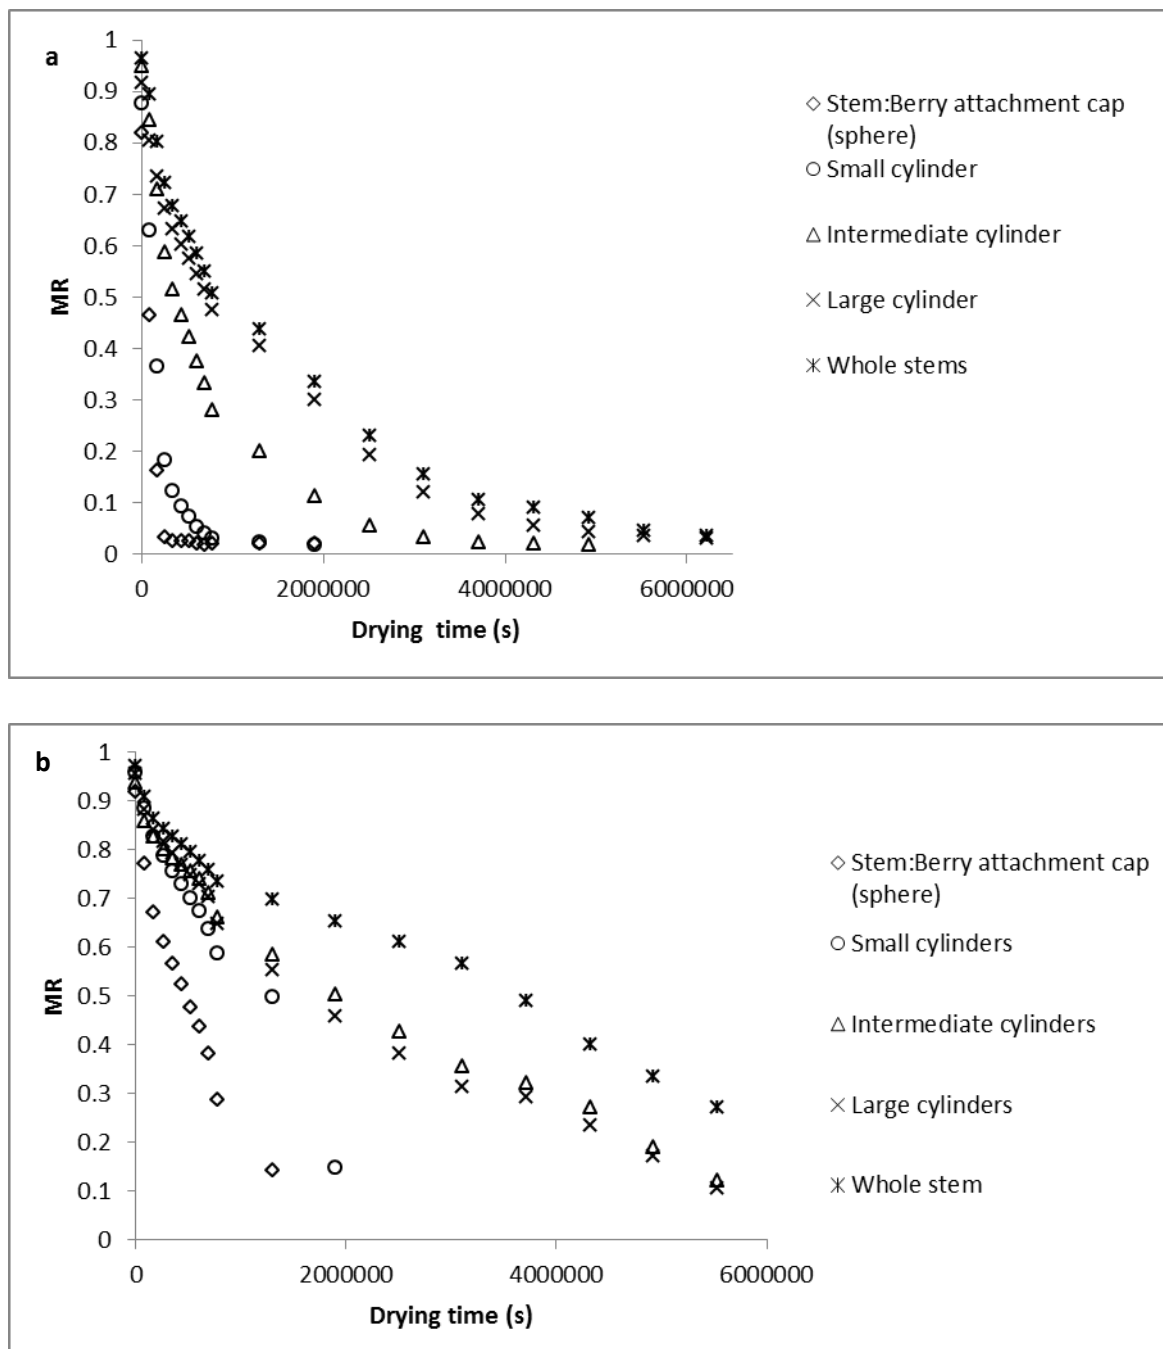 a
1
0.9
0.8
0.7
0.6
0.5
0.4
0.3
0.2
0.1
0
MR
0 2000000 4000000 6000000
Drying time (s)
Stem:Berry attachment cap
(sphere)
Small cylinder
Intermediate cylinder
Large cylinder
Whole stems
b
1
0.9
0.8
0.7
0.6
0.5
0.4
0.3
0.2
0.1
0
MR
0 2000000 4000000 6000000
Drying time (s)
Stem:Berry attachment cap
(sphere)
Small cylinders
Intermediate cylinders
Large cylinders
Whole stem